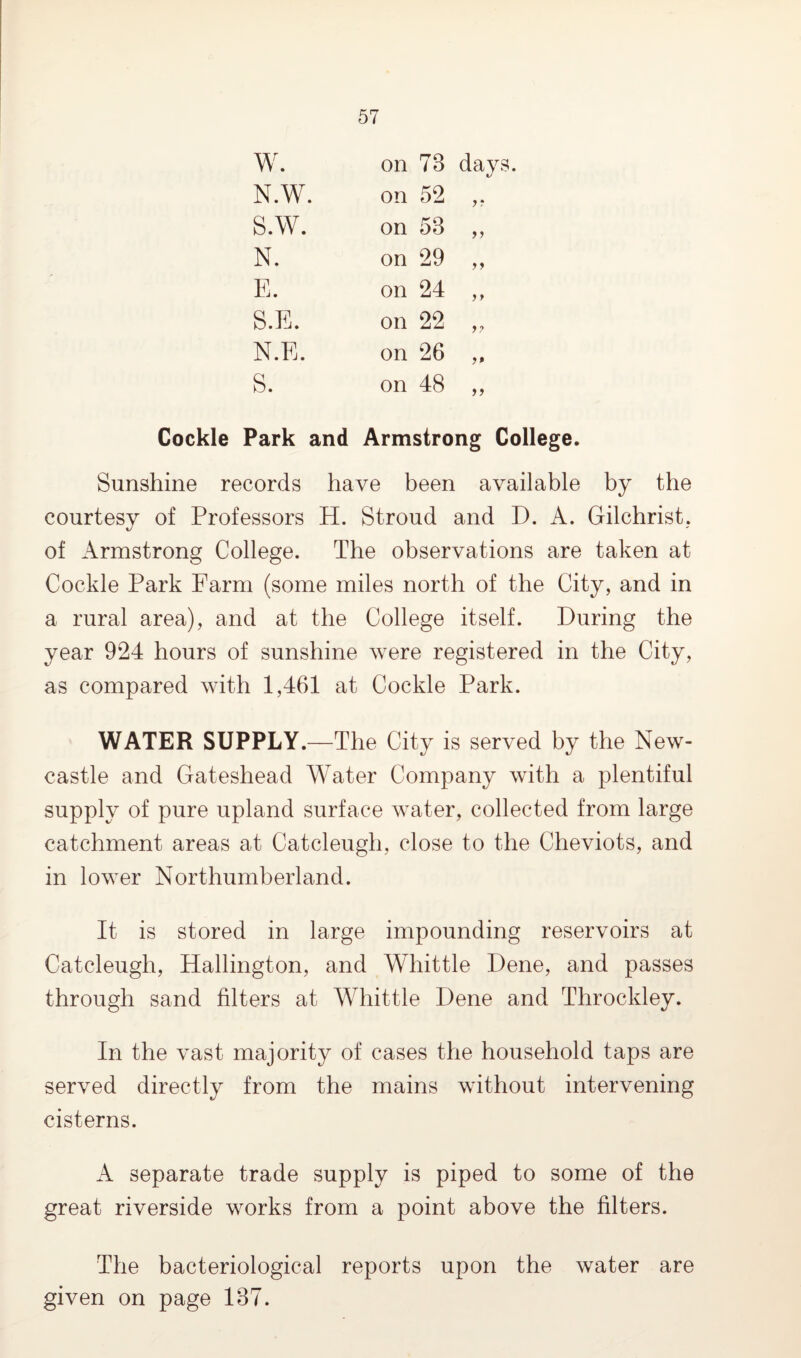 57
W. on 73 days.
N.W. on 52 ,,
S.W. on 53 ,,
N. on 29 ,,
E. on 24 ,,
S.E. on 22 ,,
N.E. on 26 ,,
S. on 48 ,,
Cockle Park and Armstrong College.
Sunshine records have been available by the
courtesy of Professors H. Stroud and D. A. Gilchrist,
of Armstrong College. The observations are taken at
Cockle Park Farm (some miles north of the City, and in
a rural area), and at the College itself. During the
year 924 hours of sunshine were registered in the City,
as compared with 1,461 at Cockle Park.
WATER SUPPLY.—The City is served by the New-
castle and Gateshead Water Company with a plentiful
supply of pure upland surface water, collected from large
catchment areas at Catcleugh, close to the Cheviots, and
in lower Northumberland.
It is stored in large impounding reservoirs at
Catcleugh, Hallington, and Whittle Dene, and passes
through sand filters at Whittle Dene and Throckley.
In the vast majority of cases the household taps are
served directly from the mains without intervening
cisterns.
A separate trade supply is piped to some of the
great riverside works from a point above the filters.
The bacteriological reports upon the water are
given on page 137.